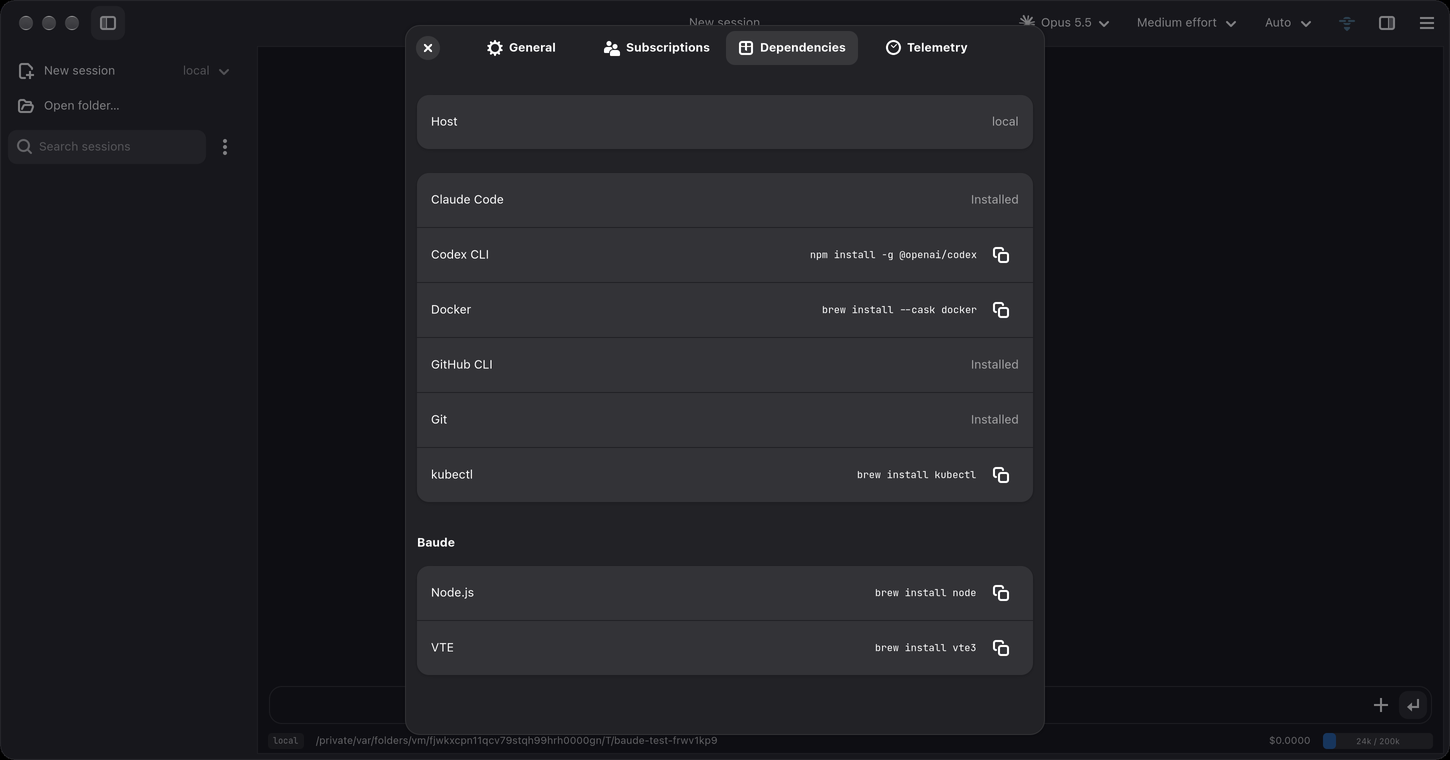 New session
Opus 5.5
Medium effort
Auto
General
Subscriptions
Dependencies
Telemetry
New session
local
Open folder...
Search sessions
Host
local
Claude Code
Installed
Codex CLI
npm install -g @openai/codex
Docker
brew install --cask docker
GitHub CLI
Installed
Git
Installed
kubectl
brew install kubectl
Baude
Node.js
brew install node
VTE
brew install vte3
local
/private/var/folders/vm/fjwkxcpn11qcv79stqh99hrh0000gn/T/baude-test-frwv1kp9
$0.0000
24k / 200k